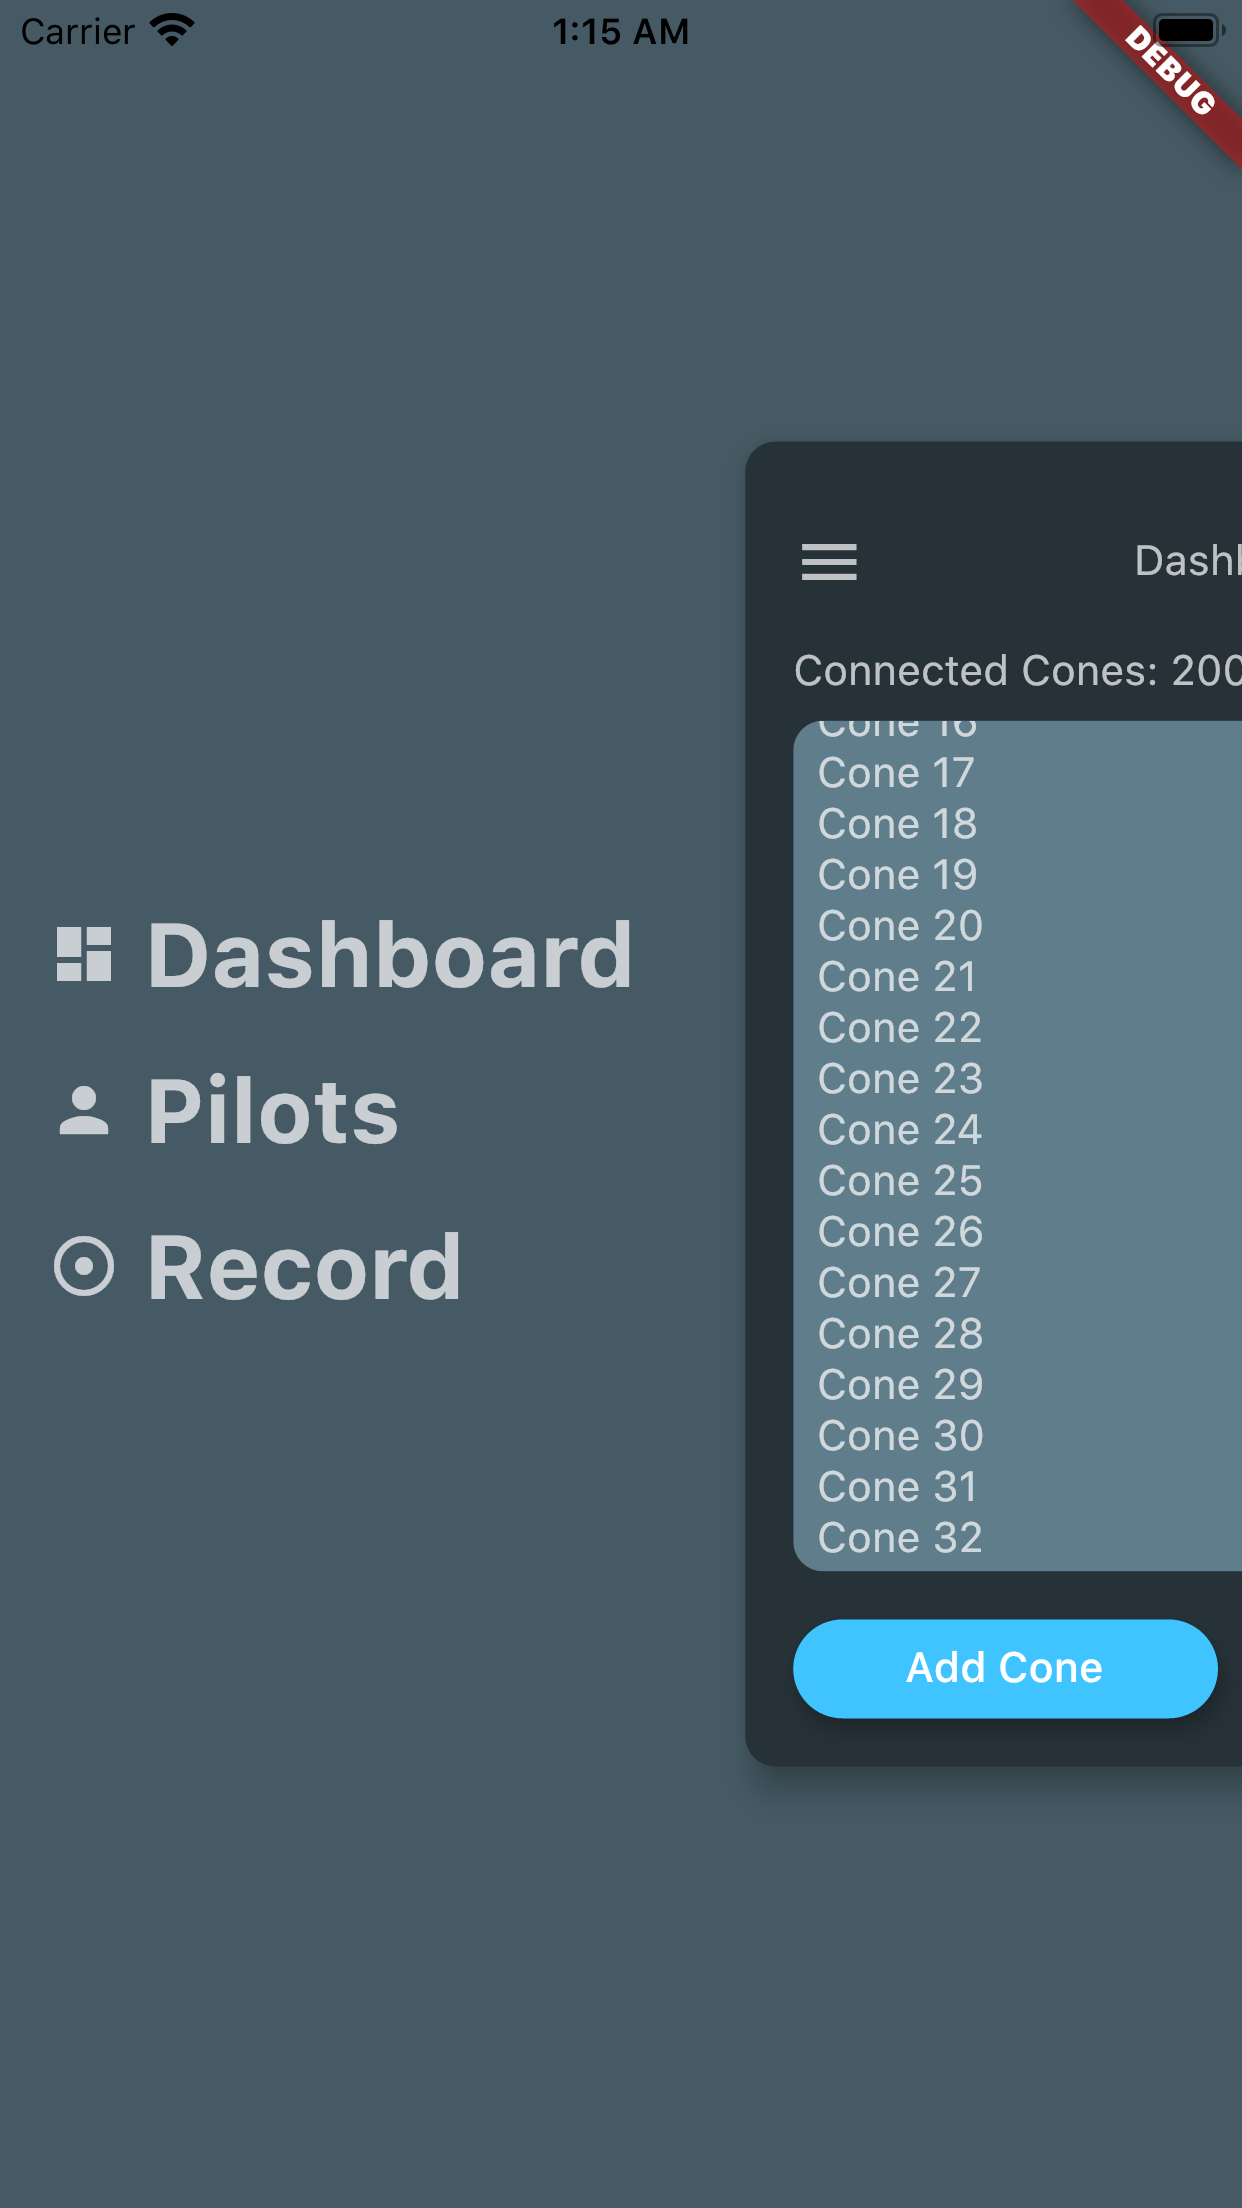 Carrier 1:15 AM
DEBUG
Dashboard
Pilots
Record
Dashb
Connected Cones: 200
Cone 16
Cone 17
Cone 18
Cone 19
Cone 20
Cone 21
Cone 22
Cone 23
Cone 24
Cone 25
Cone 26
Cone 27
Cone 28
Cone 29
Cone 30
Cone 31
Cone 32
Add Cone